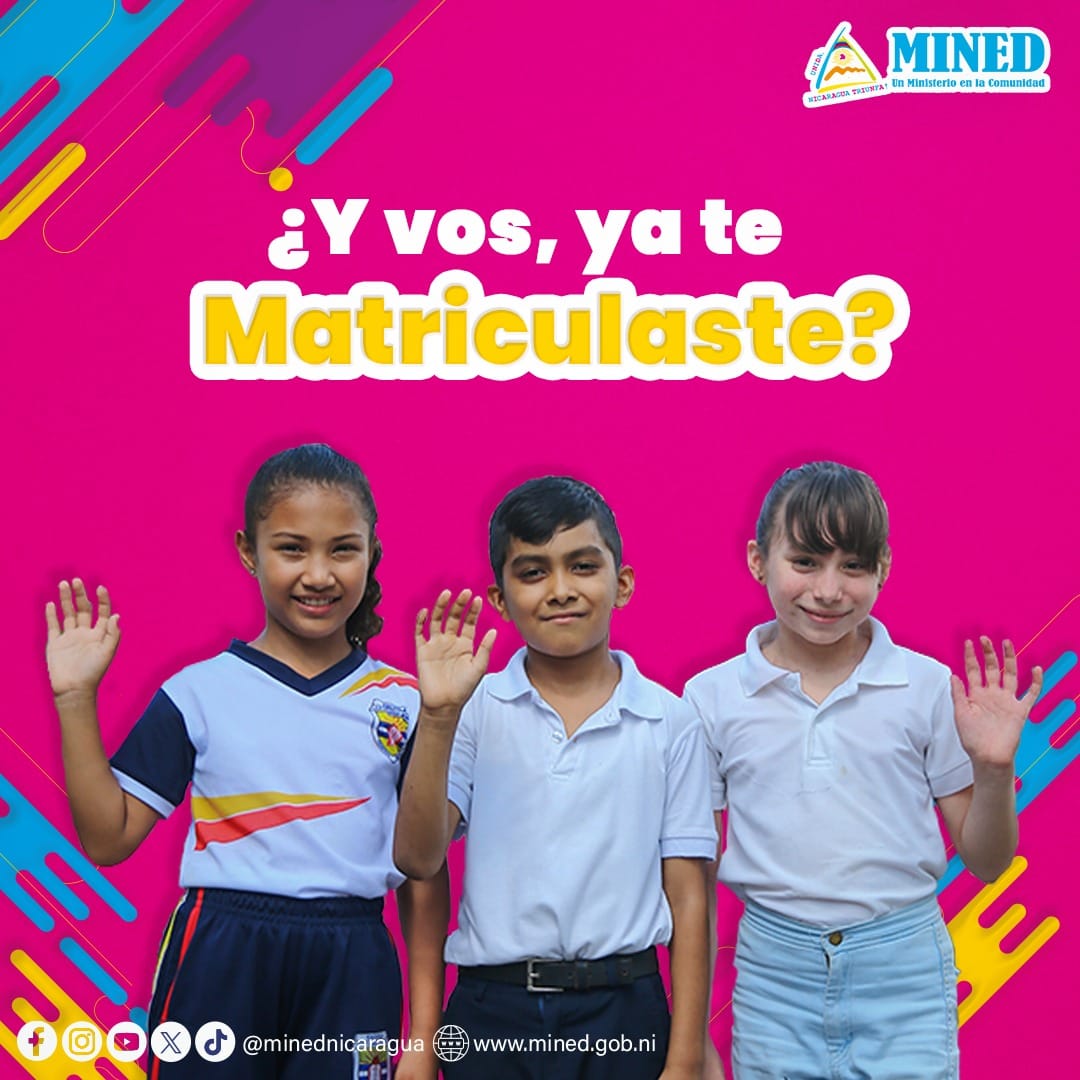 UNIDA
NICARAGUA TRIUNFA!
MINED
Un Ministerio en la Comunidad
¿Y vos, ya te
Matriculaste?
@minednicaragua www.mined.gob.ni